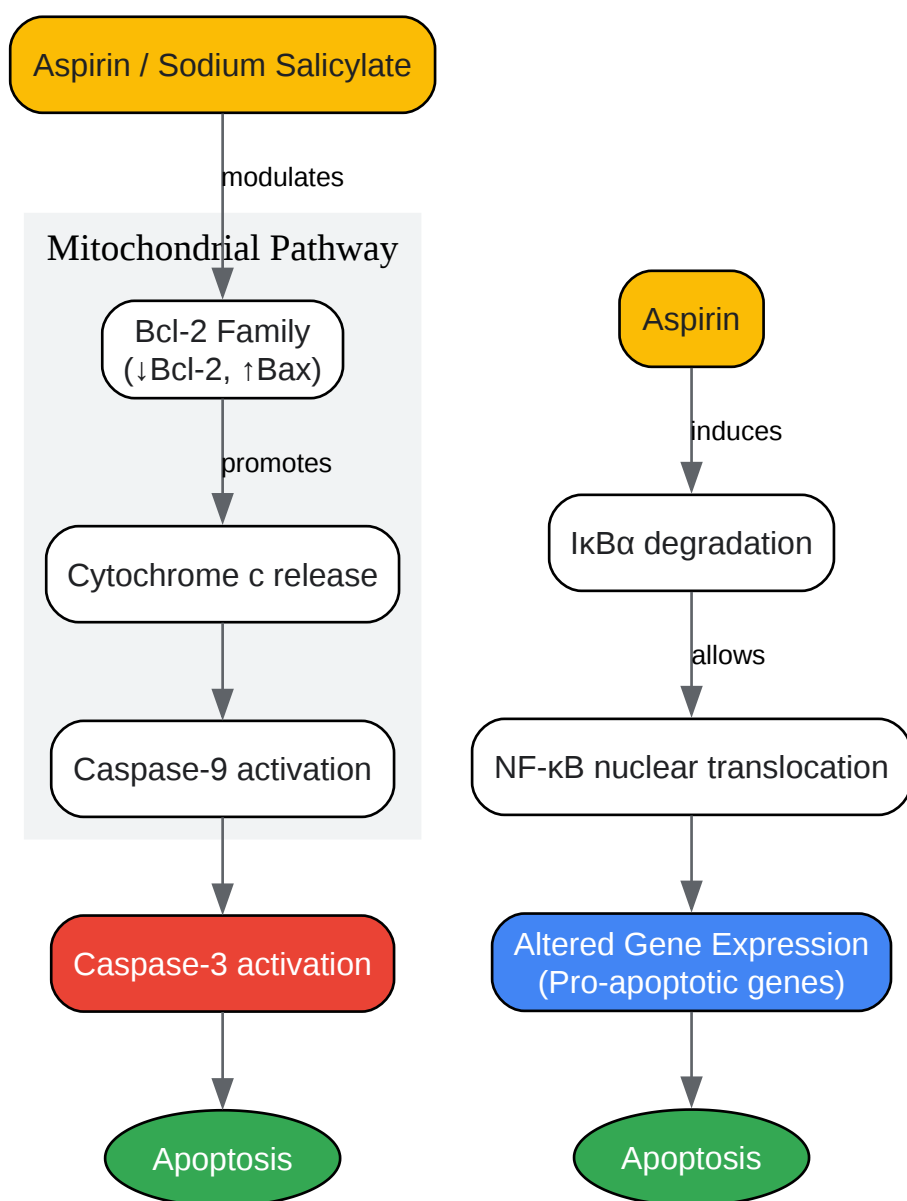 Aspirin / Sodium Salicylate
modulates
Mitochondrial Pathway
Bcl-2 Family
(↓Bcl-2, ↑Bax)
promotes
Cytochrome c release
Caspase-9 activation
Caspase-3 activation
Apoptosis
Aspirin
induces
IκBα degradation
allows
NF-κB nuclear translocation
Altered Gene Expression
(Pro-apoptotic genes)
Apoptosis